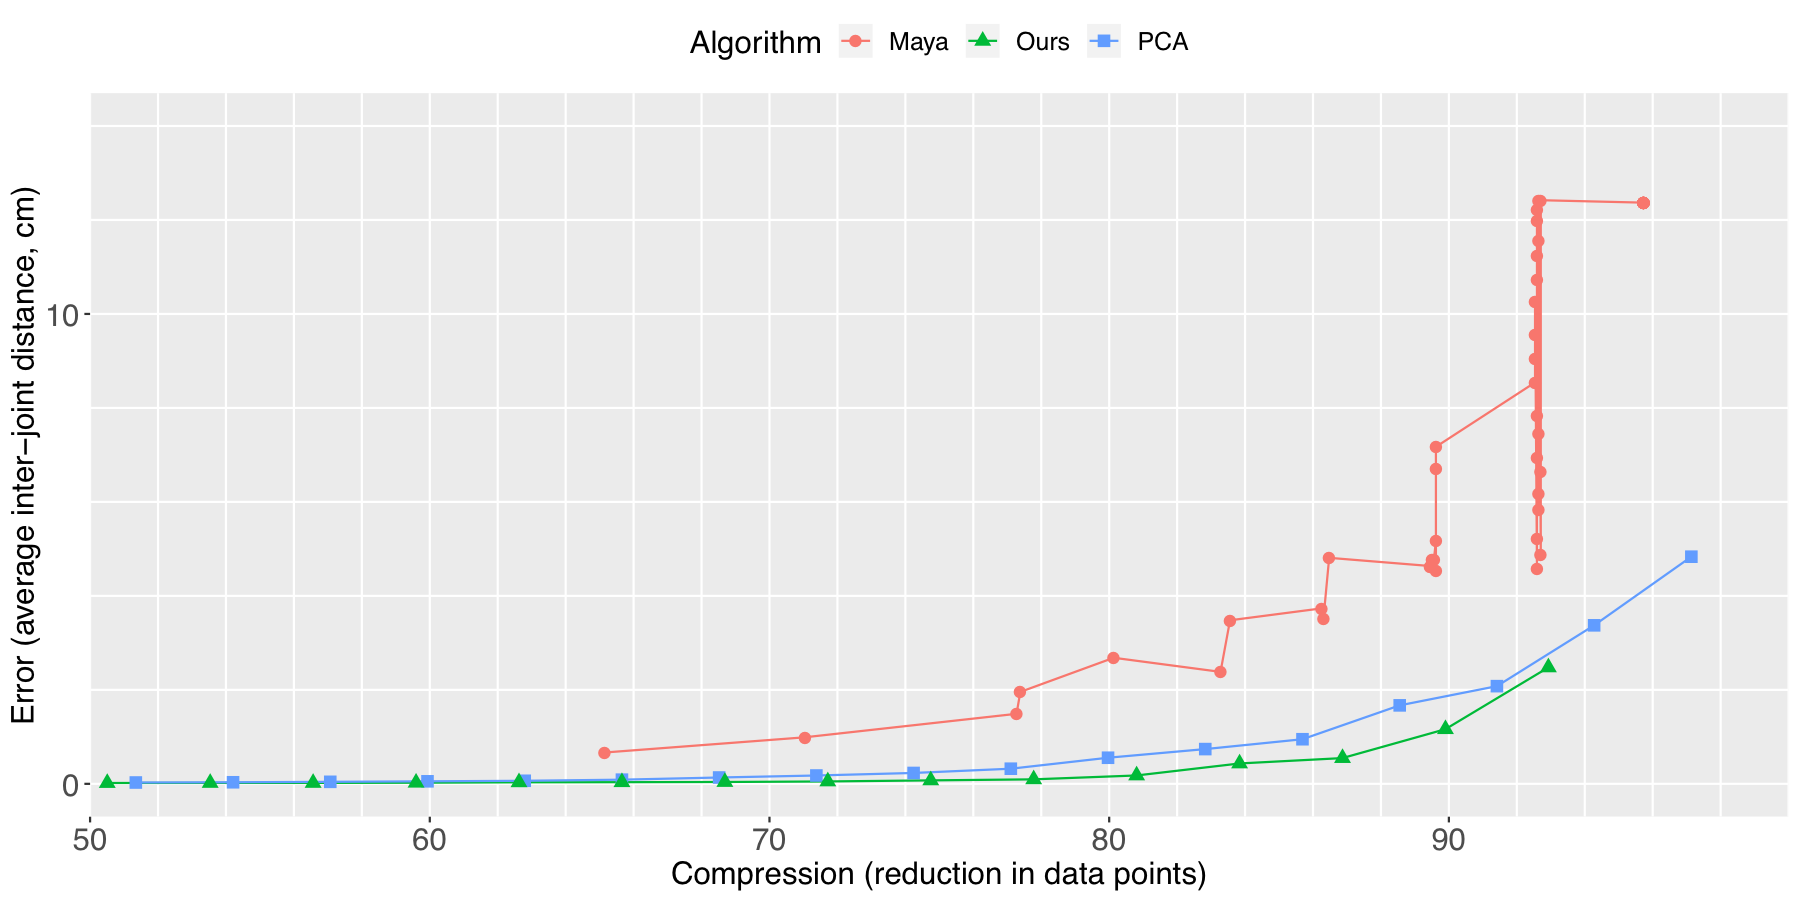 Algorithm Maya Ours PCA
Error (average inter−joint distance, cm)
10
0
50 60 70 80 90
Compression (reduction in data points)